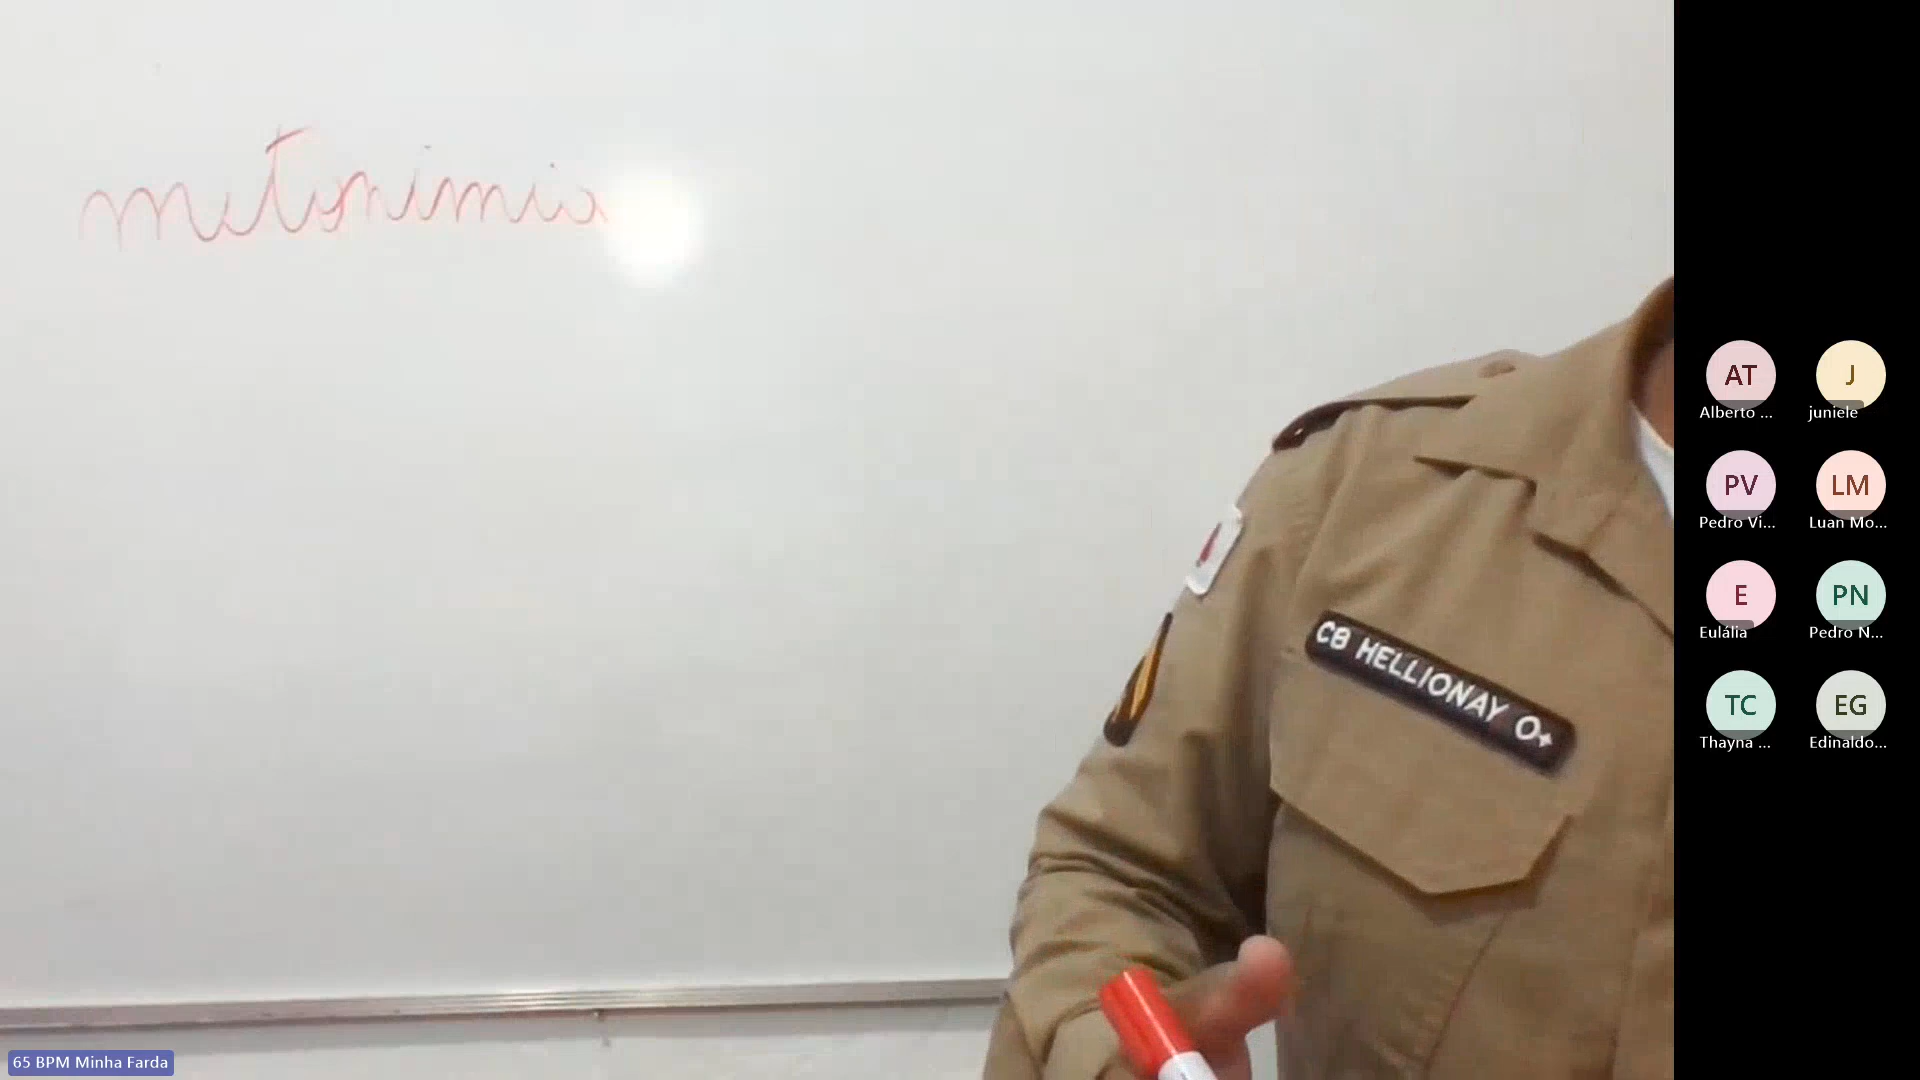 metonimia
CB HELLIONAY O+
65 BPM Minha Farda
AT
Alberto ...
J
juniele
PV
Pedro Vi...
LM
Luan Mo...
E
Eulália
PN
Pedro N...
TC
Thayna ...
EG
Edinaldo...